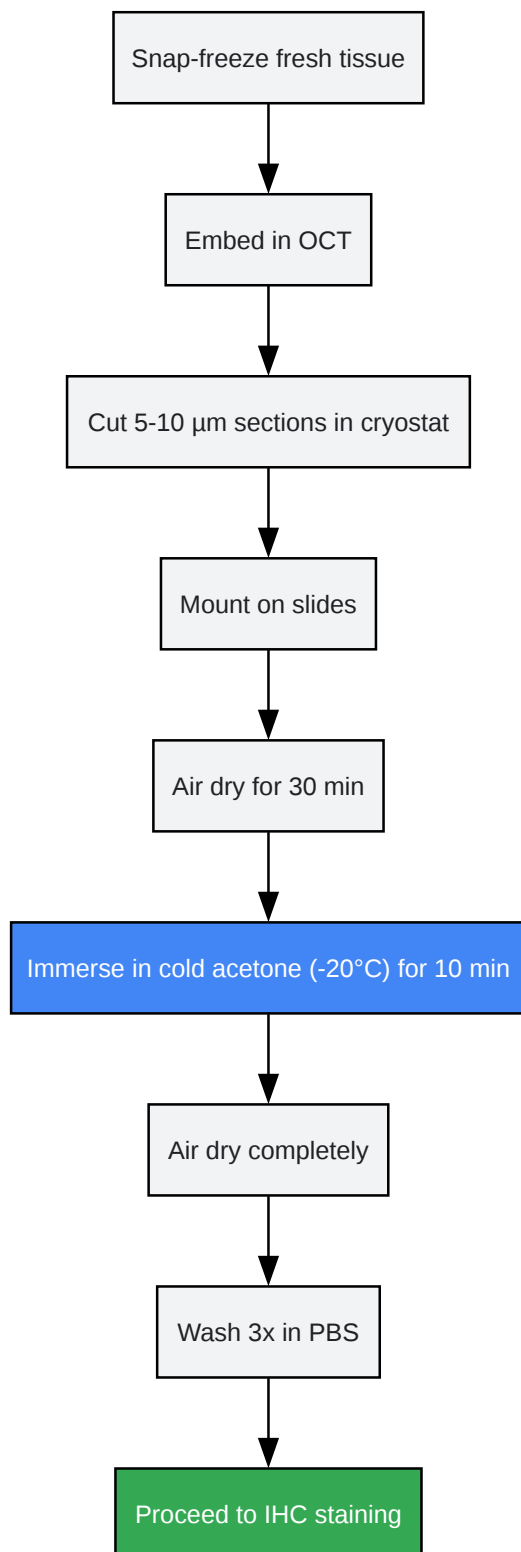 Snap-freeze fresh tissue
Embed in OCT
Cut 5-10 µm sections in cryostat
Mount on slides
Air dry for 30 min
Immerse in cold acetone (-20°C) for 10 min
Air dry completely
Wash 3x in PBS
Proceed to IHC staining